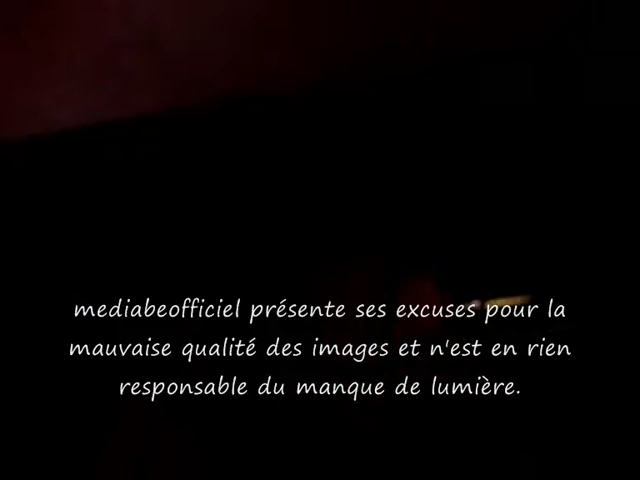 mediabeofficiel présente ses excuses pour la
mauvaise qualité des images et n'est en rien
responsable du manque de lumière.